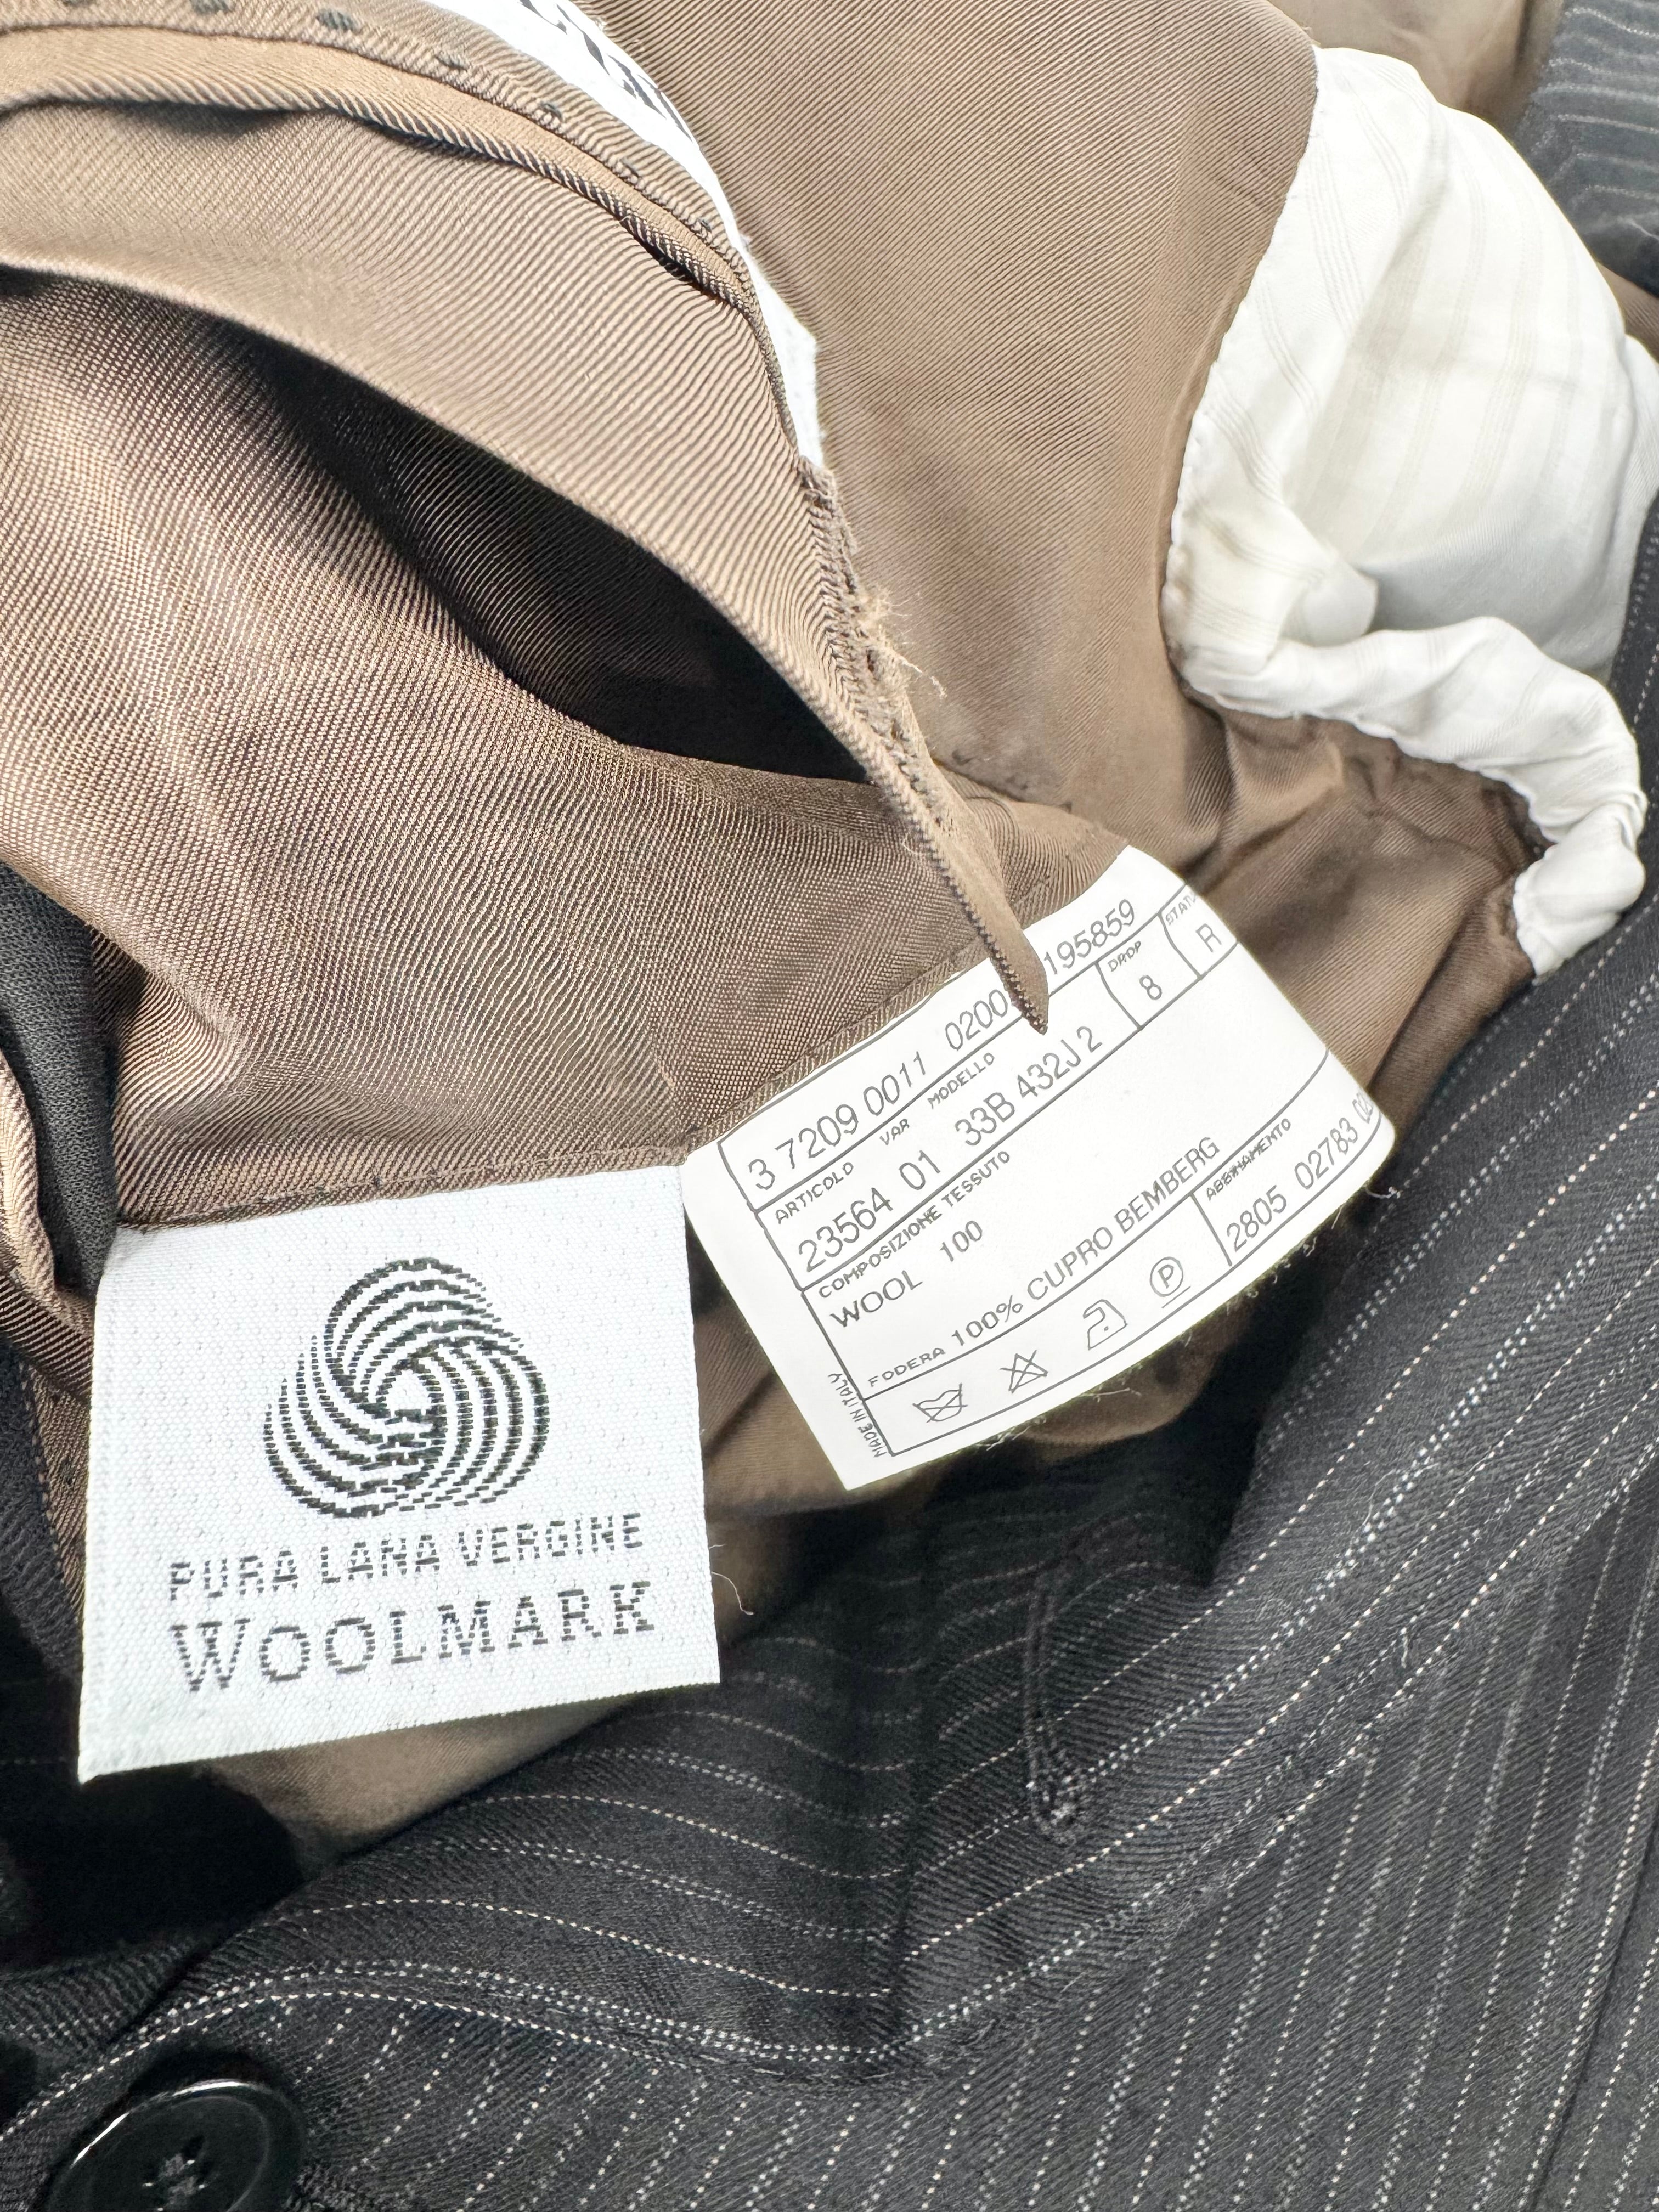 3 7209 0011 0200 195859
ARTICOLO VAR MODELLO DROP
23564 01 33B 432J 2 8 R
COMPOSIZIONE TESSUTO
WOOL 100
FODERA 100% CUPRO BEMBERG
ABBINAMENTO
2805 02783
P
MADE IN ITALY
PURA LANA VERGINE
WOOLMARK